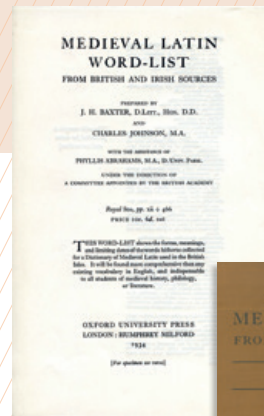 MEDIEVAL LATIN
WORD-LIST
FROM BRITISH AND IRISH SOURCES
PREPARED BY
J. H. BAXTER, D.Litt., Hon. D.D.
AND
CHARLES JOHNSON, M.A.
WITH THE ASSISTANCE OF
PHYLLIS ABRAHAMS, M.A., D. Univ. Paris.
UNDER THE DIRECTION OF
A COMMITTEE APPOINTED BY THE BRITISH ACADEMY
Royal 8vo, pp.
PRICE
THIS WORD-LIST shows the forms, meanings,
and limiting dates of the words hitherto collected
for a Dictionary of Medieval Latin used in the British
Isles. It will be found more comprehensive than any
existing vocabulary in English, and indispensable
to all students of medieval history, philology,
or literature.
OXFORD UNIVERSITY PRESS
LONDON : HUMPHREY MILFORD
1934
[For specimen see verso]
ME
FRO